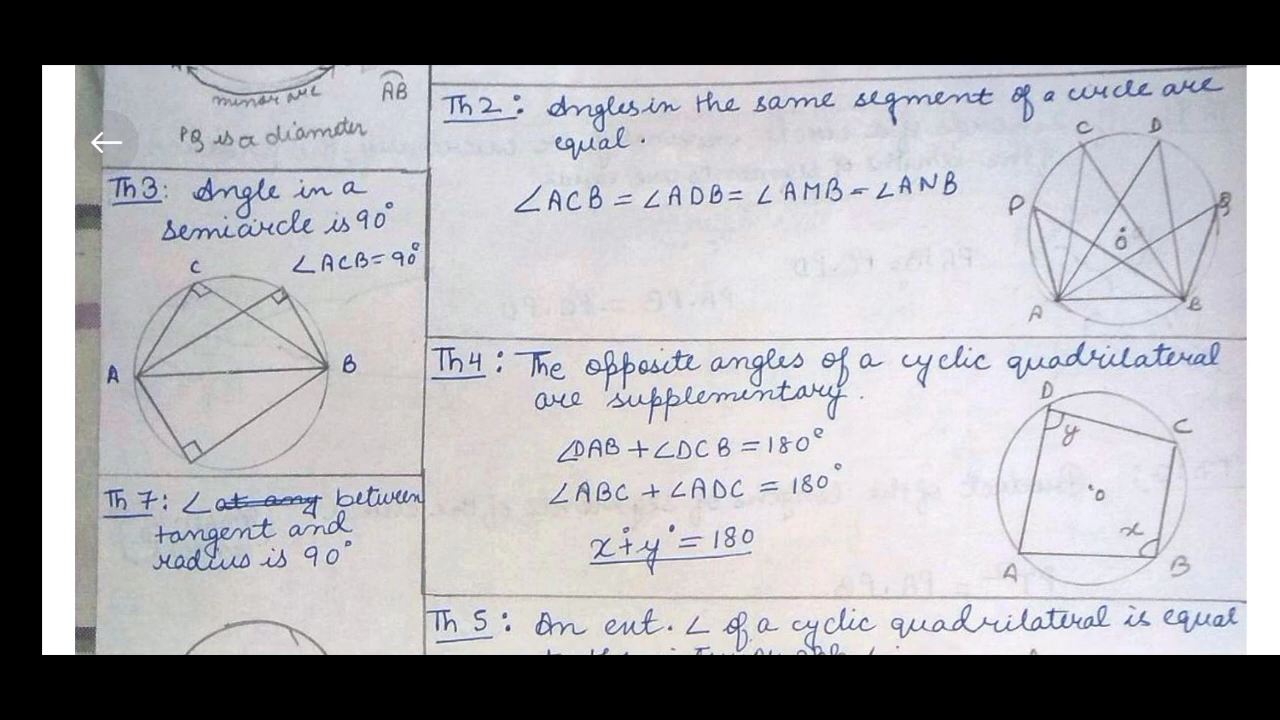 minor arc
AB
PQ is a diameter
Th 3: Angle in a
semicircle is 90°
∠ACB = 90°
C
A
B
Th 7: ∠ at any between
tangent and
radius is 90°
Th 2: Angles in the same segment of a circle are
equal.
∠ACB = ∠ADB = ∠AMB = ∠ANB
C D
P Q
O
A B
Th 4: The opposite angles of a cyclic quadrilateral
are supplementary.
∠DAB + ∠DCB = 180°
∠ABC + ∠ADC = 180°
x° + y° = 180
D
y
C
O
x
A B
Th 5: An ext. ∠ of a cyclic quadrilateral is equal